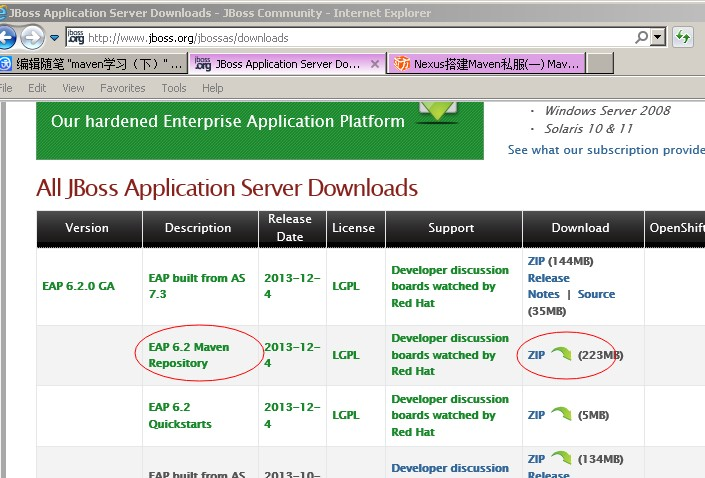 JBoss Application Server Downloads - JBoss Community - Internet Explorer
jboss.org http://www.jboss.org/jbossas/downloads
编辑随笔 "maven学习（下）" ... jboss.org JBoss Application Server Do... Nexus搭建Maven私服(一) Mav...
File Edit View Favorites Tools Help
Windows Server 2008
Our hardened Enterprise Application Platform
Solaris 10 & 11
See what our subscription provide
All JBoss Application Server Downloads
Version Description Release Date License Support Download OpenShift
EAP 6.2.0 GA
EAP built from AS
7.3
2013-12-
4
LGPL
Developer discussion
boards watched by
Red Hat
ZIP (144MB)
Release
Notes | Source
(35MB)
EAP 6.2 Maven
Repository
2013-12-
4
LGPL
Developer discussion
boards watched by
Red Hat
ZIP (223MB)
EAP 6.2
Quickstarts
2013-12-
4
LGPL
Developer discussion
boards watched by
Red Hat
ZIP (5MB)
EAP built from AS
2013-10-
Developer discussion
ZIP (134MB)
Release